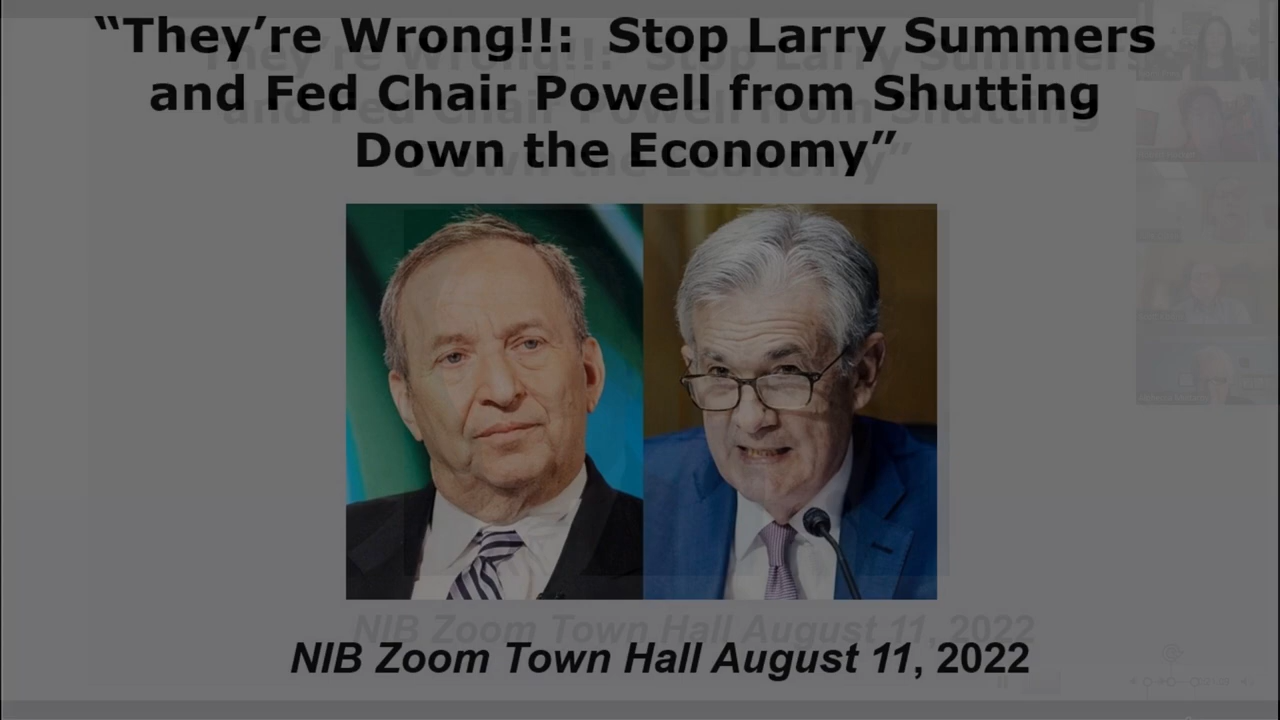 “They’re Wrong!!:  Stop Larry Summers
and Fed Chair Powell from Shutting
Down the Economy”
NIB Zoom Town Hall August 11, 2022